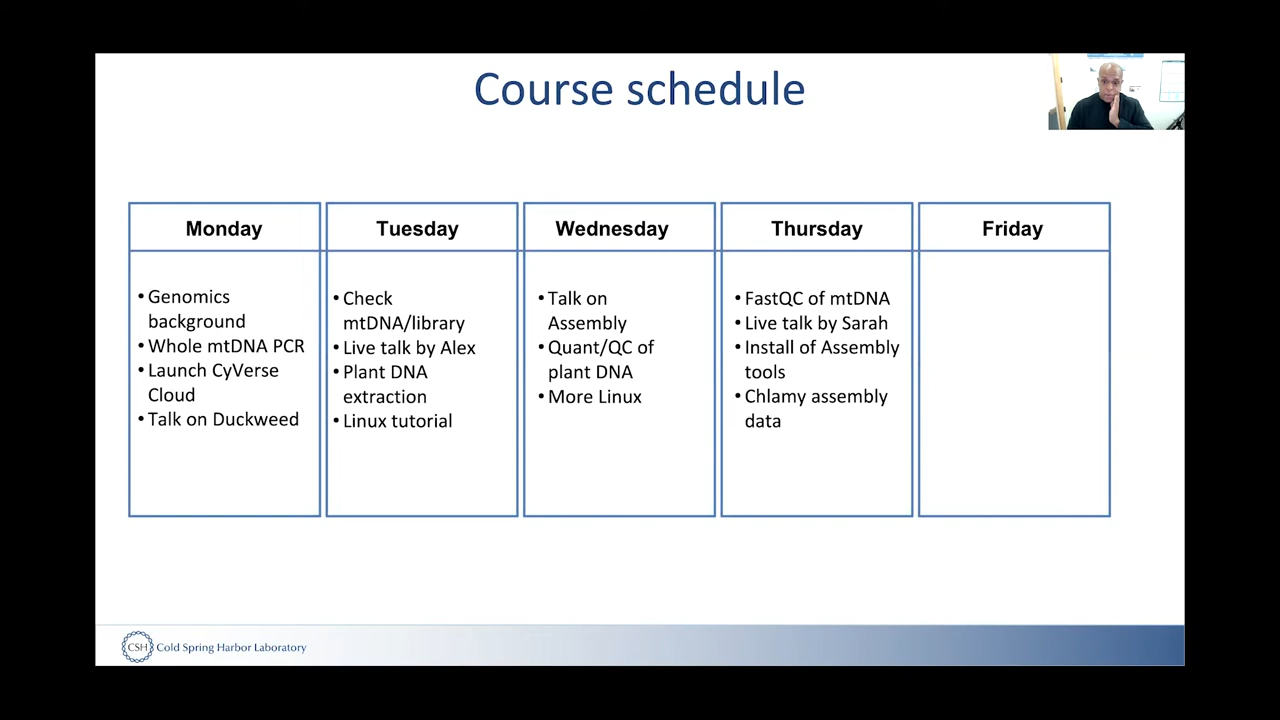 Course schedule
Monday
Tuesday
Wednesday
Thursday
Friday
• Genomics
background
• Whole mtDNA PCR
• Launch CyVerse
Cloud
• Talk on Duckweed
• Check
mtDNA/library
• Live talk by Alex
• Plant DNA
extraction
• Linux tutorial
• Talk on
Assembly
• Quant/QC of
plant DNA
• More Linux
• FastQC of mtDNA
• Live talk by Sarah
• Install of Assembly
tools
• Chlamy assembly
data
CSH Cold Spring Harbor Laboratory